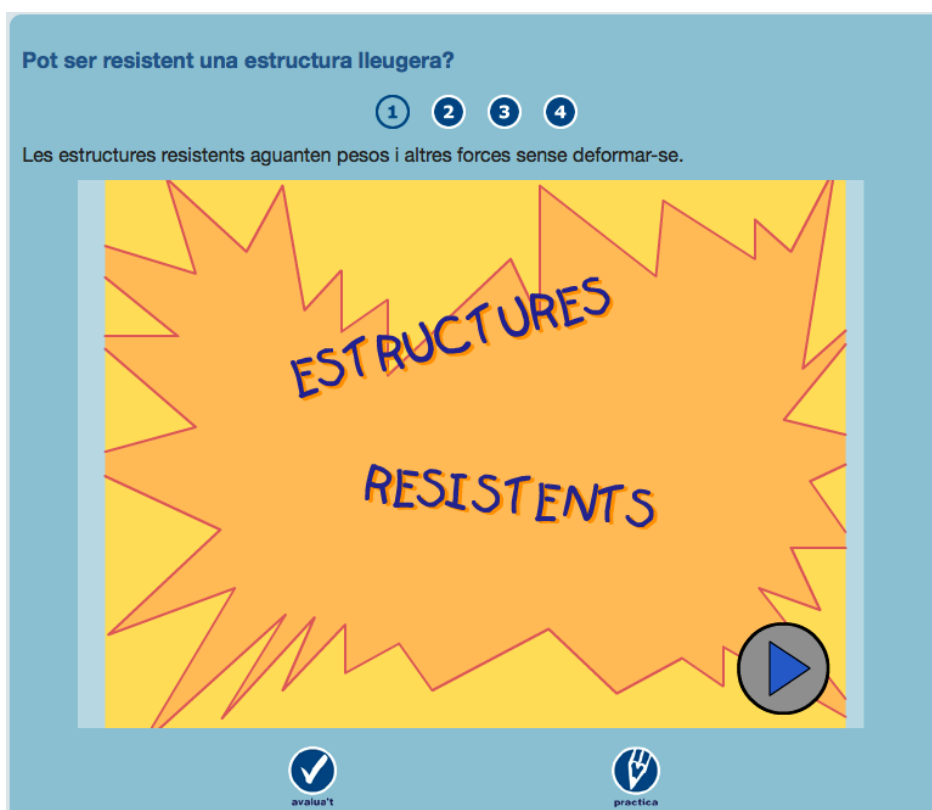 Pot ser resistent una estructura lleugera?
1 2 3 4
Les estructures resistents aguanten pesos i altres forces sense deformar-se.
ESTRUCTURES
RESISTENTS
avalua't practica